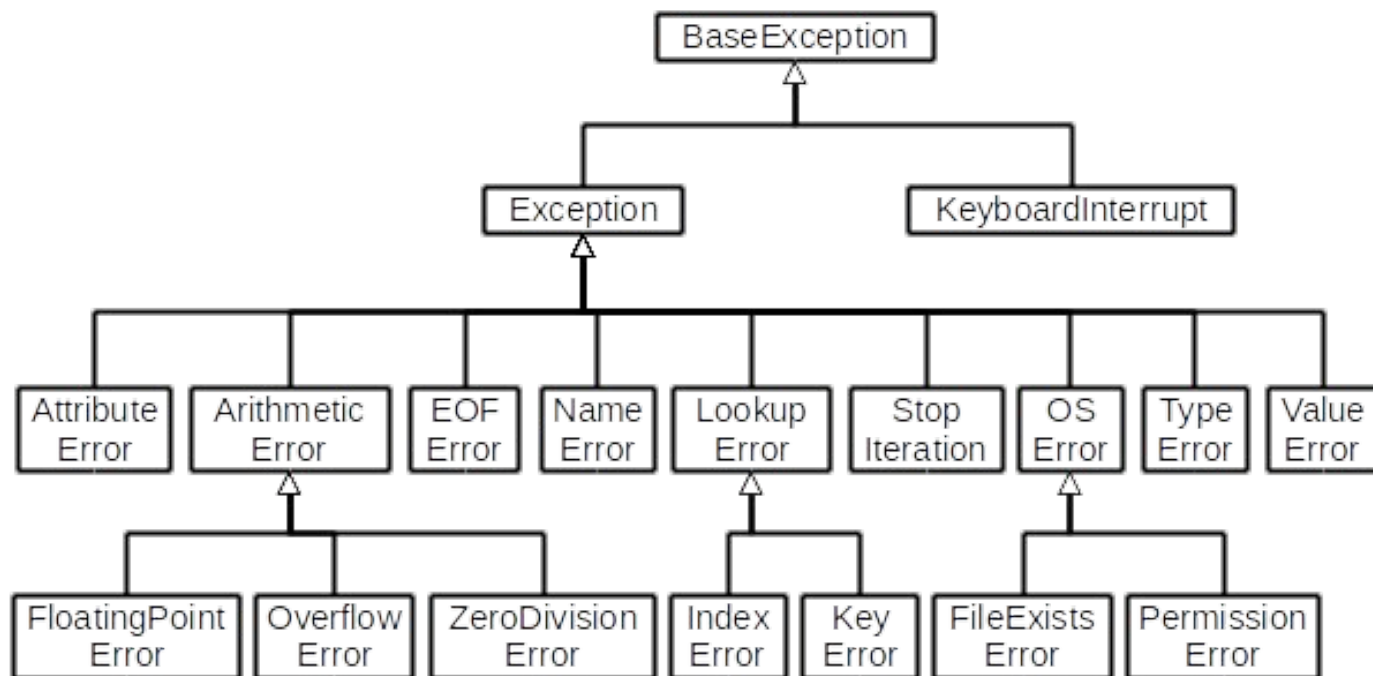 BaseException
Exception
KeyboardInterrupt
Attribute
Error
Arithmetic
Error
EOF
Error
Name
Error
Lookup
Error
Stop
Iteration
OS
Error
Type
Error
Value
Error
FloatingPoint
Error
Overflow
Error
ZeroDivision
Error
Index
Error
Key
Error
FileExists
Error
Permission
Error